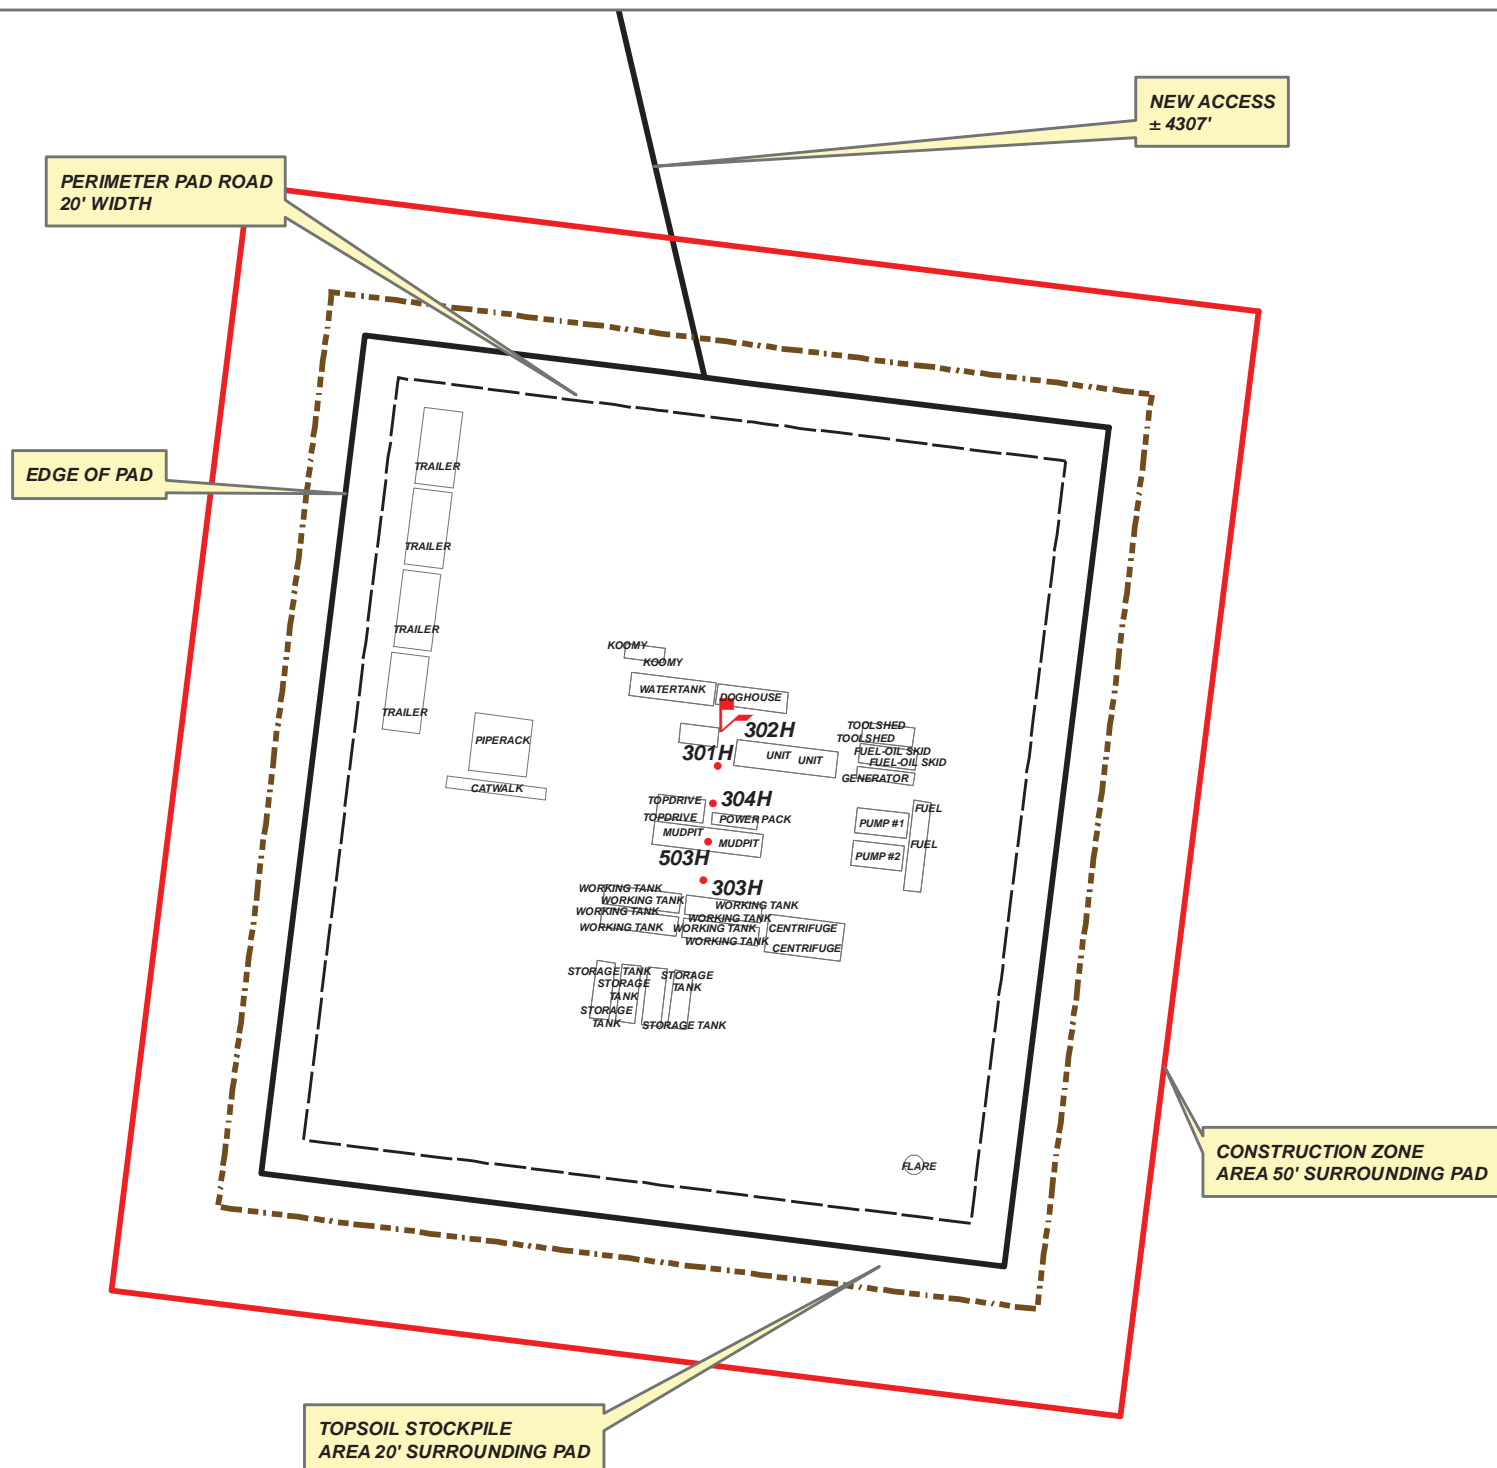 NEW ACCESS
± 4307'
PERIMETER PAD ROAD
20' WIDTH
EDGE OF PAD
TRAILER
TRAILER
TRAILER
TRAILER
PIPERACK
CATWALK
KOOMY
KOOMY
WATERTANK
DOGHOUSE
302H
301H
UNIT
UNIT
TOOLSHED
TOOLSHED
FUEL-OIL SKID
FUEL-OIL SKID
GENERATOR
304H
TOPDRIVE
TOPDRIVE
POWER PACK
MUDPIT
MUDPIT
503H
PUMP #1
PUMP #2
FUEL
FUEL
303H
WORKING TANK
WORKING TANK
WORKING TANK
WORKING TANK
WORKING TANK
WORKING TANK
WORKING TANK
WORKING TANK
CENTRIFUGE
CENTRIFUGE
STORAGE TANK
STORAGE
TANK
STORAGE
TANK
STORAGE
TANK
STORAGE TANK
FLARE
CONSTRUCTION ZONE
AREA 50' SURROUNDING PAD
TOPSOIL STOCKPILE
AREA 20' SURROUNDING PAD